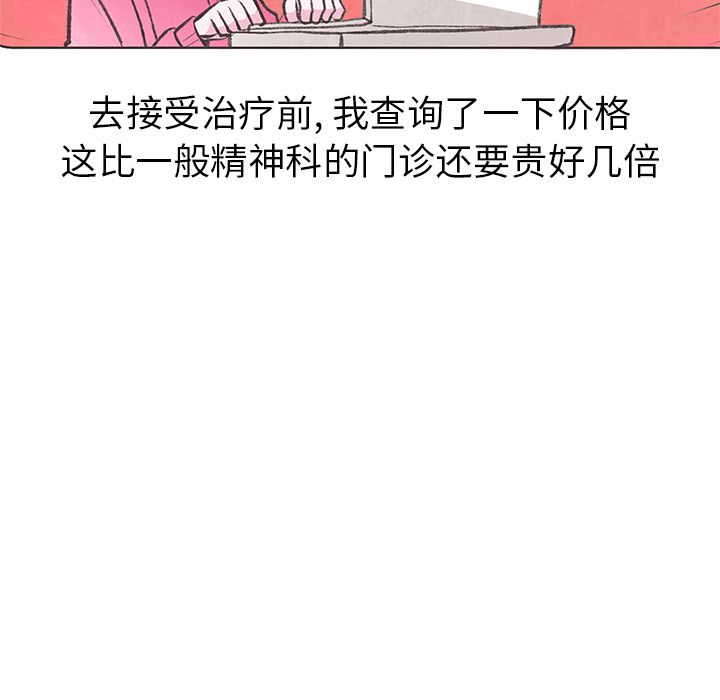 去接受治疗前, 我查询了一下价格
这比一般精神科的门诊还要贵好几倍